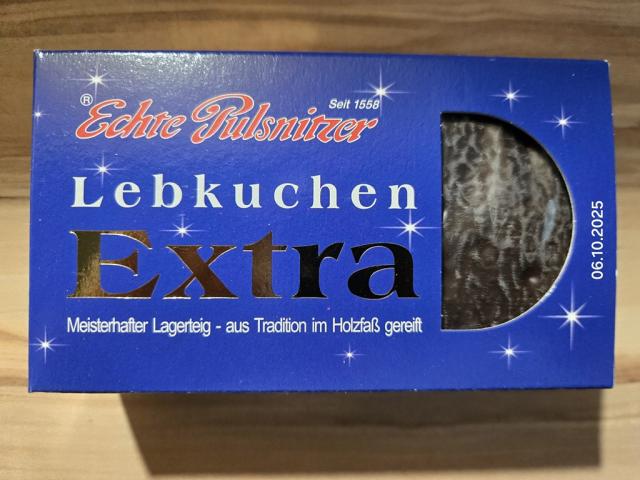 ® Echte Pulsnitzer
Seit 1558
Lebkuchen
Extra
Meisterhafter Lagerteig - aus Tradition im Holzfaß gereift
06.10.2025